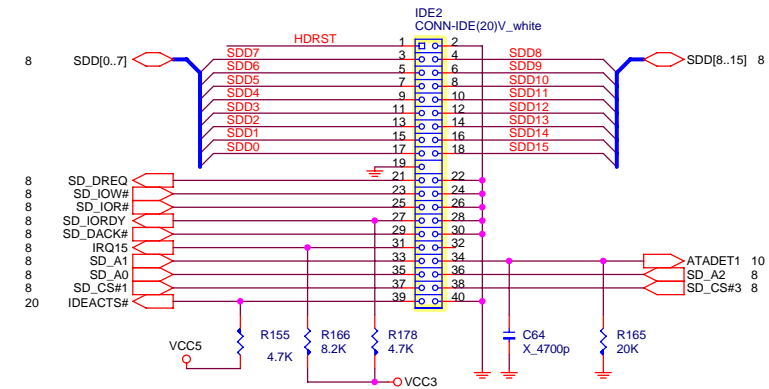 IDE2
CONN-IDE(20)V_white
HDRST 1 2
8 SDD[0..7] SDD7 3 4 SDD8 SDD[8..15] 8
SDD6 5 6 SDD9
SDD5 7 8 SDD10
SDD4 9 10 SDD11
SDD3 11 12 SDD12
SDD2 13 14 SDD13
SDD1 15 16 SDD14
SDD0 17 18 SDD15
19
8 SD_DREQ 21 22
8 SD_IOW# 23 24
8 SD_IOR# 25 26
8 SD_IORDY 27 28
8 SD_DACK# 29 30
8 IRQ15 31 32
8 SD_A1 33 34 ATADET1 10
8 SD_A0 35 36 SD_A2 8
8 SD_CS#1 37 38 SD_CS#3 8
20 IDEACTS# 39 40
VCC5
R155
4.7K
R166
8.2K
R178
4.7K
C64
X_4700p
R165
20K
VCC3